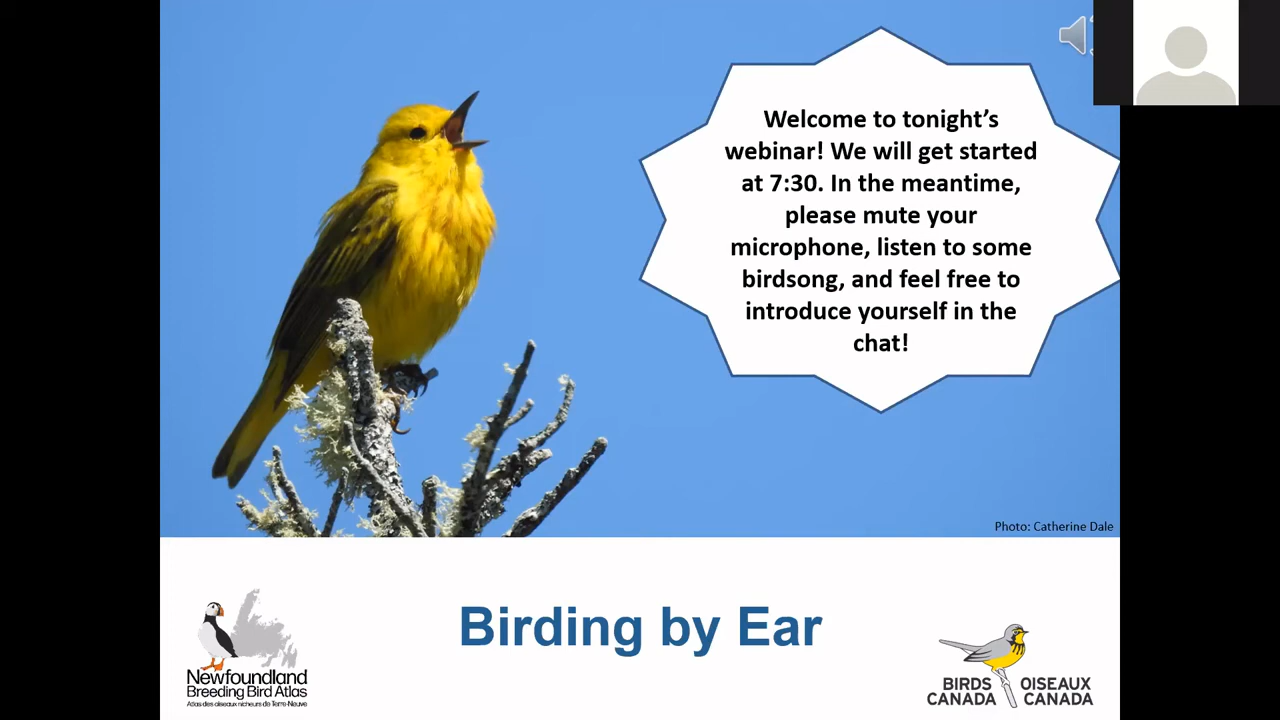 Welcome to tonight's
webinar! We will get started
at 7:30. In the meantime,
please mute your
microphone, listen to some
birdsong, and feel free to
introduce yourself in the
chat!
Photo: Catherine Dale
Birding by Ear
Newfoundland
Breeding Bird Atlas
Atlas des oiseaux nicheurs de Terre-Neuve
BIRDS OISEAUX
CANADA CANADA